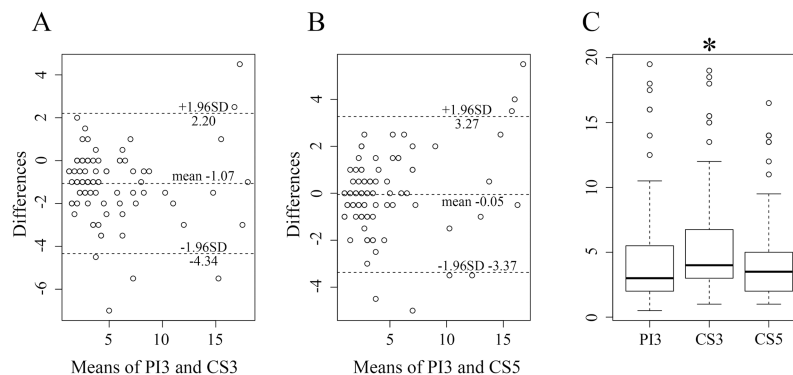 A
B
C
4
2
0
-2
-4
-6
Differences
+1.96SD
2.20
mean -1.07
-1.96SD
-4.34
5
10
15
Means of PI3 and CS3
4
2
0
-2
-4
Differences
+1.96SD
3.27
mean -0.05
-1.96SD -3.37
5
10
15
Means of PI3 and CS5
20
15
10
5
0
*
PI3
CS3
CS5